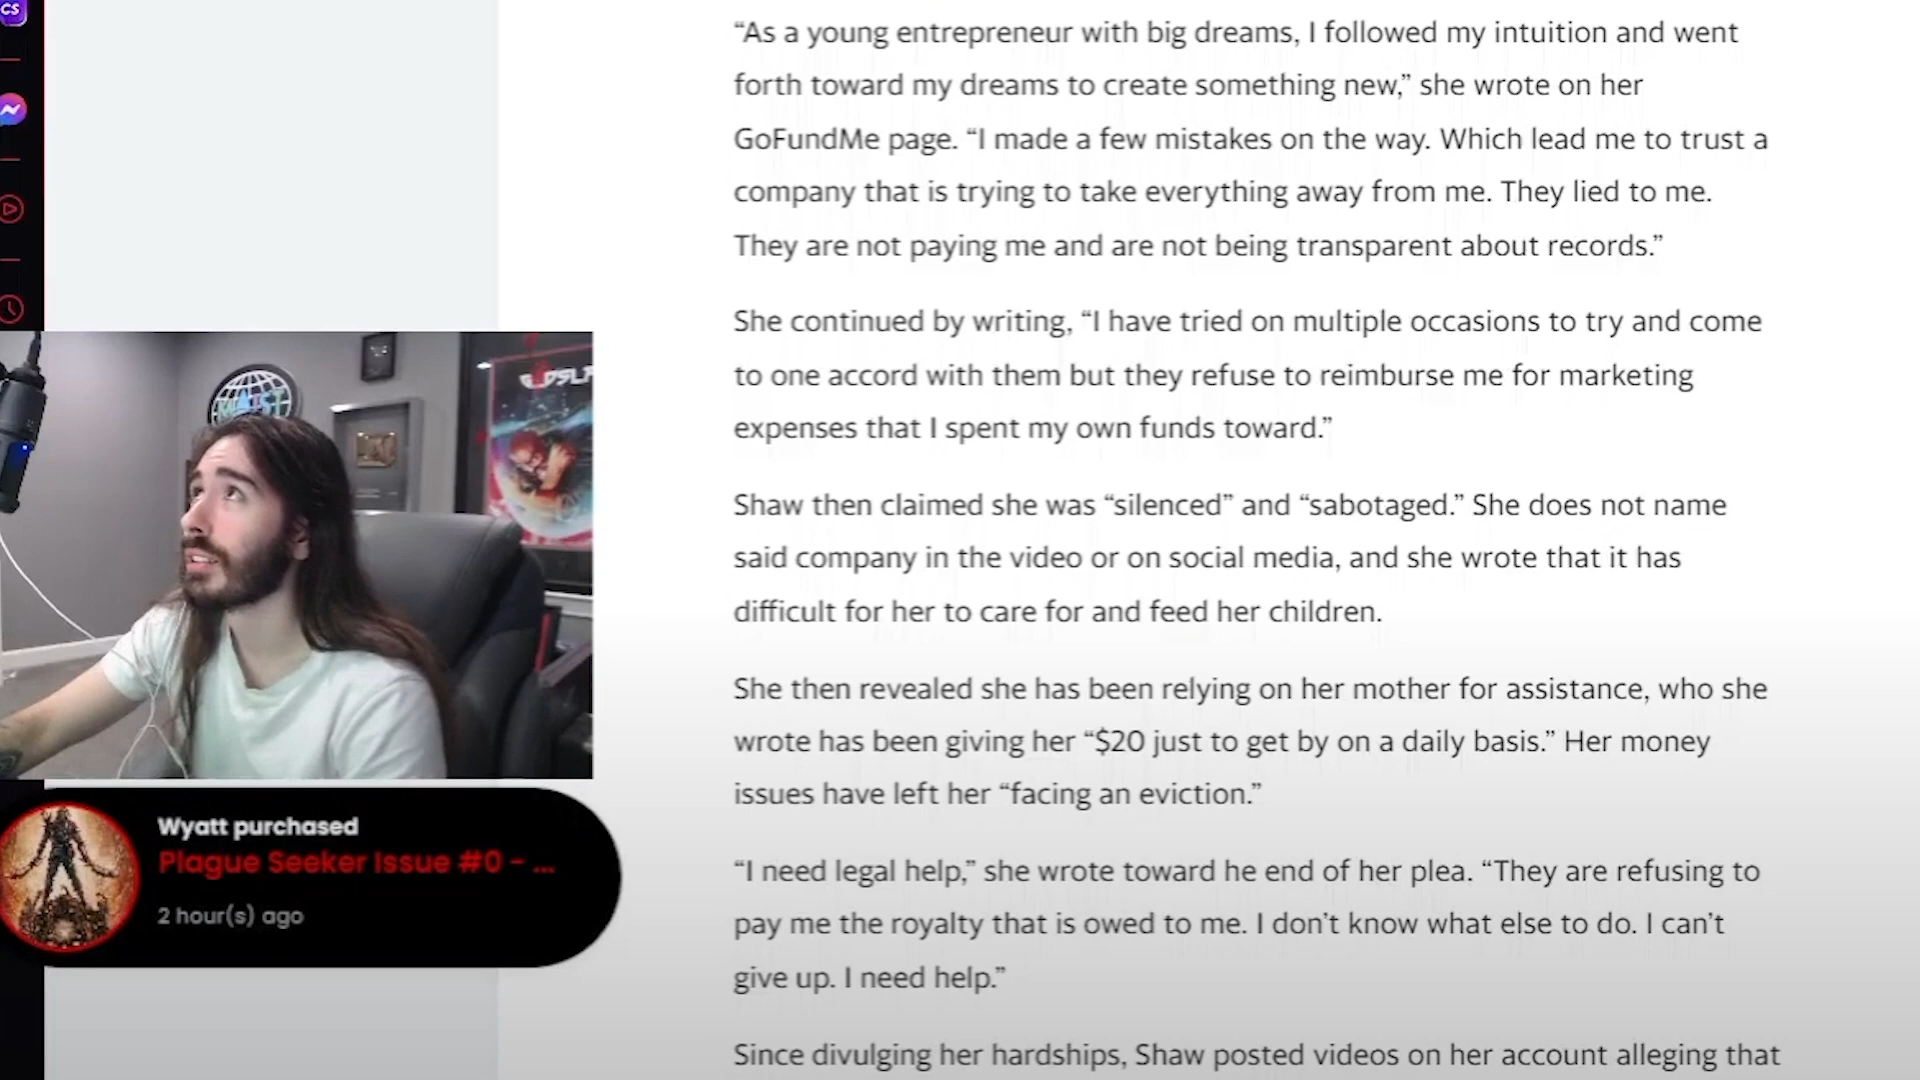 CS
“As a young entrepreneur with big dreams, I followed my intuition and went
forth toward my dreams to create something new,” she wrote on her
GoFundMe page. “I made a few mistakes on the way. Which lead me to trust a
company that is trying to take everything away from me. They lied to me.
They are not paying me and are not being transparent about records.”
She continued by writing, “I have tried on multiple occasions to try and come
to one accord with them but they refuse to reimburse me for marketing
expenses that I spent my own funds toward.”
Shaw then claimed she was “silenced” and “sabotaged.” She does not name
said company in the video or on social media, and she wrote that it has
difficult for her to care for and feed her children.
She then revealed she has been relying on her mother for assistance, who she
wrote has been giving her “$20 just to get by on a daily basis.” Her money
issues have left her “facing an eviction.”
“I need legal help,” she wrote toward he end of her plea. “They are refusing to
pay me the royalty that is owed to me. I don’t know what else to do. I can’t
give up. I need help.”
Since divulging her hardships, Shaw posted videos on her account alleging that
MOIST
Wyatt purchased
Plague Seeker Issue #0 - ...
2 hour(s) ago